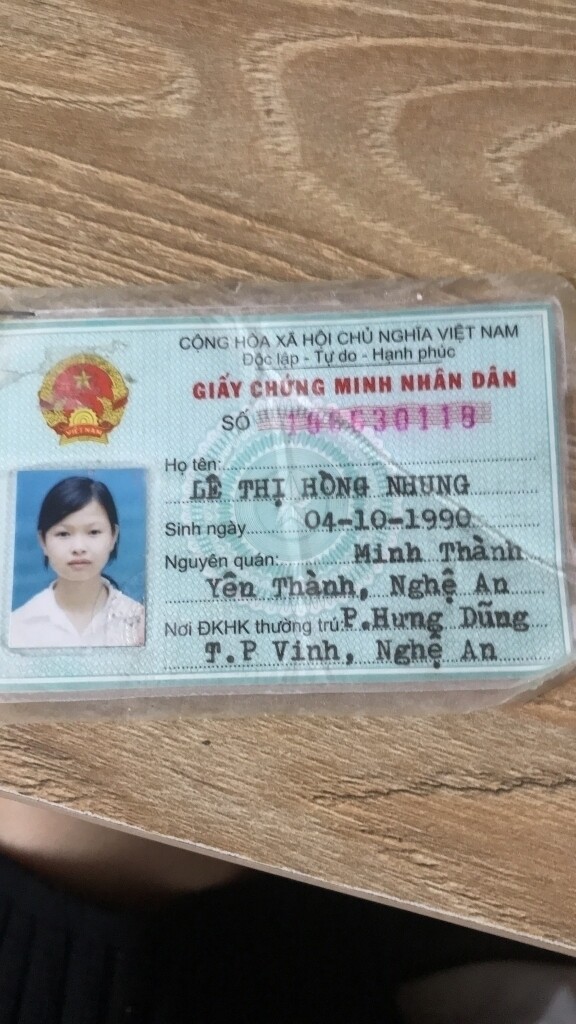 CỘNG HÒA XÃ HỘI CHỦ NGHĨA VIỆT NAM
Độc lập - Tự do - Hạnh phúc
GIẤY CHỨNG MINH NHÂN DÂN
SỐ
VIỆT NAM
Họ tên:
LÊ THỊ HỒNG NHUNG
Sinh ngày 04-10-1990
Nguyên quán: Minh Thành
Yên Thành, Nghệ An
Nơi ĐKHK thường trú: P.Hưng Dũng
T.P Vinh, Nghệ An